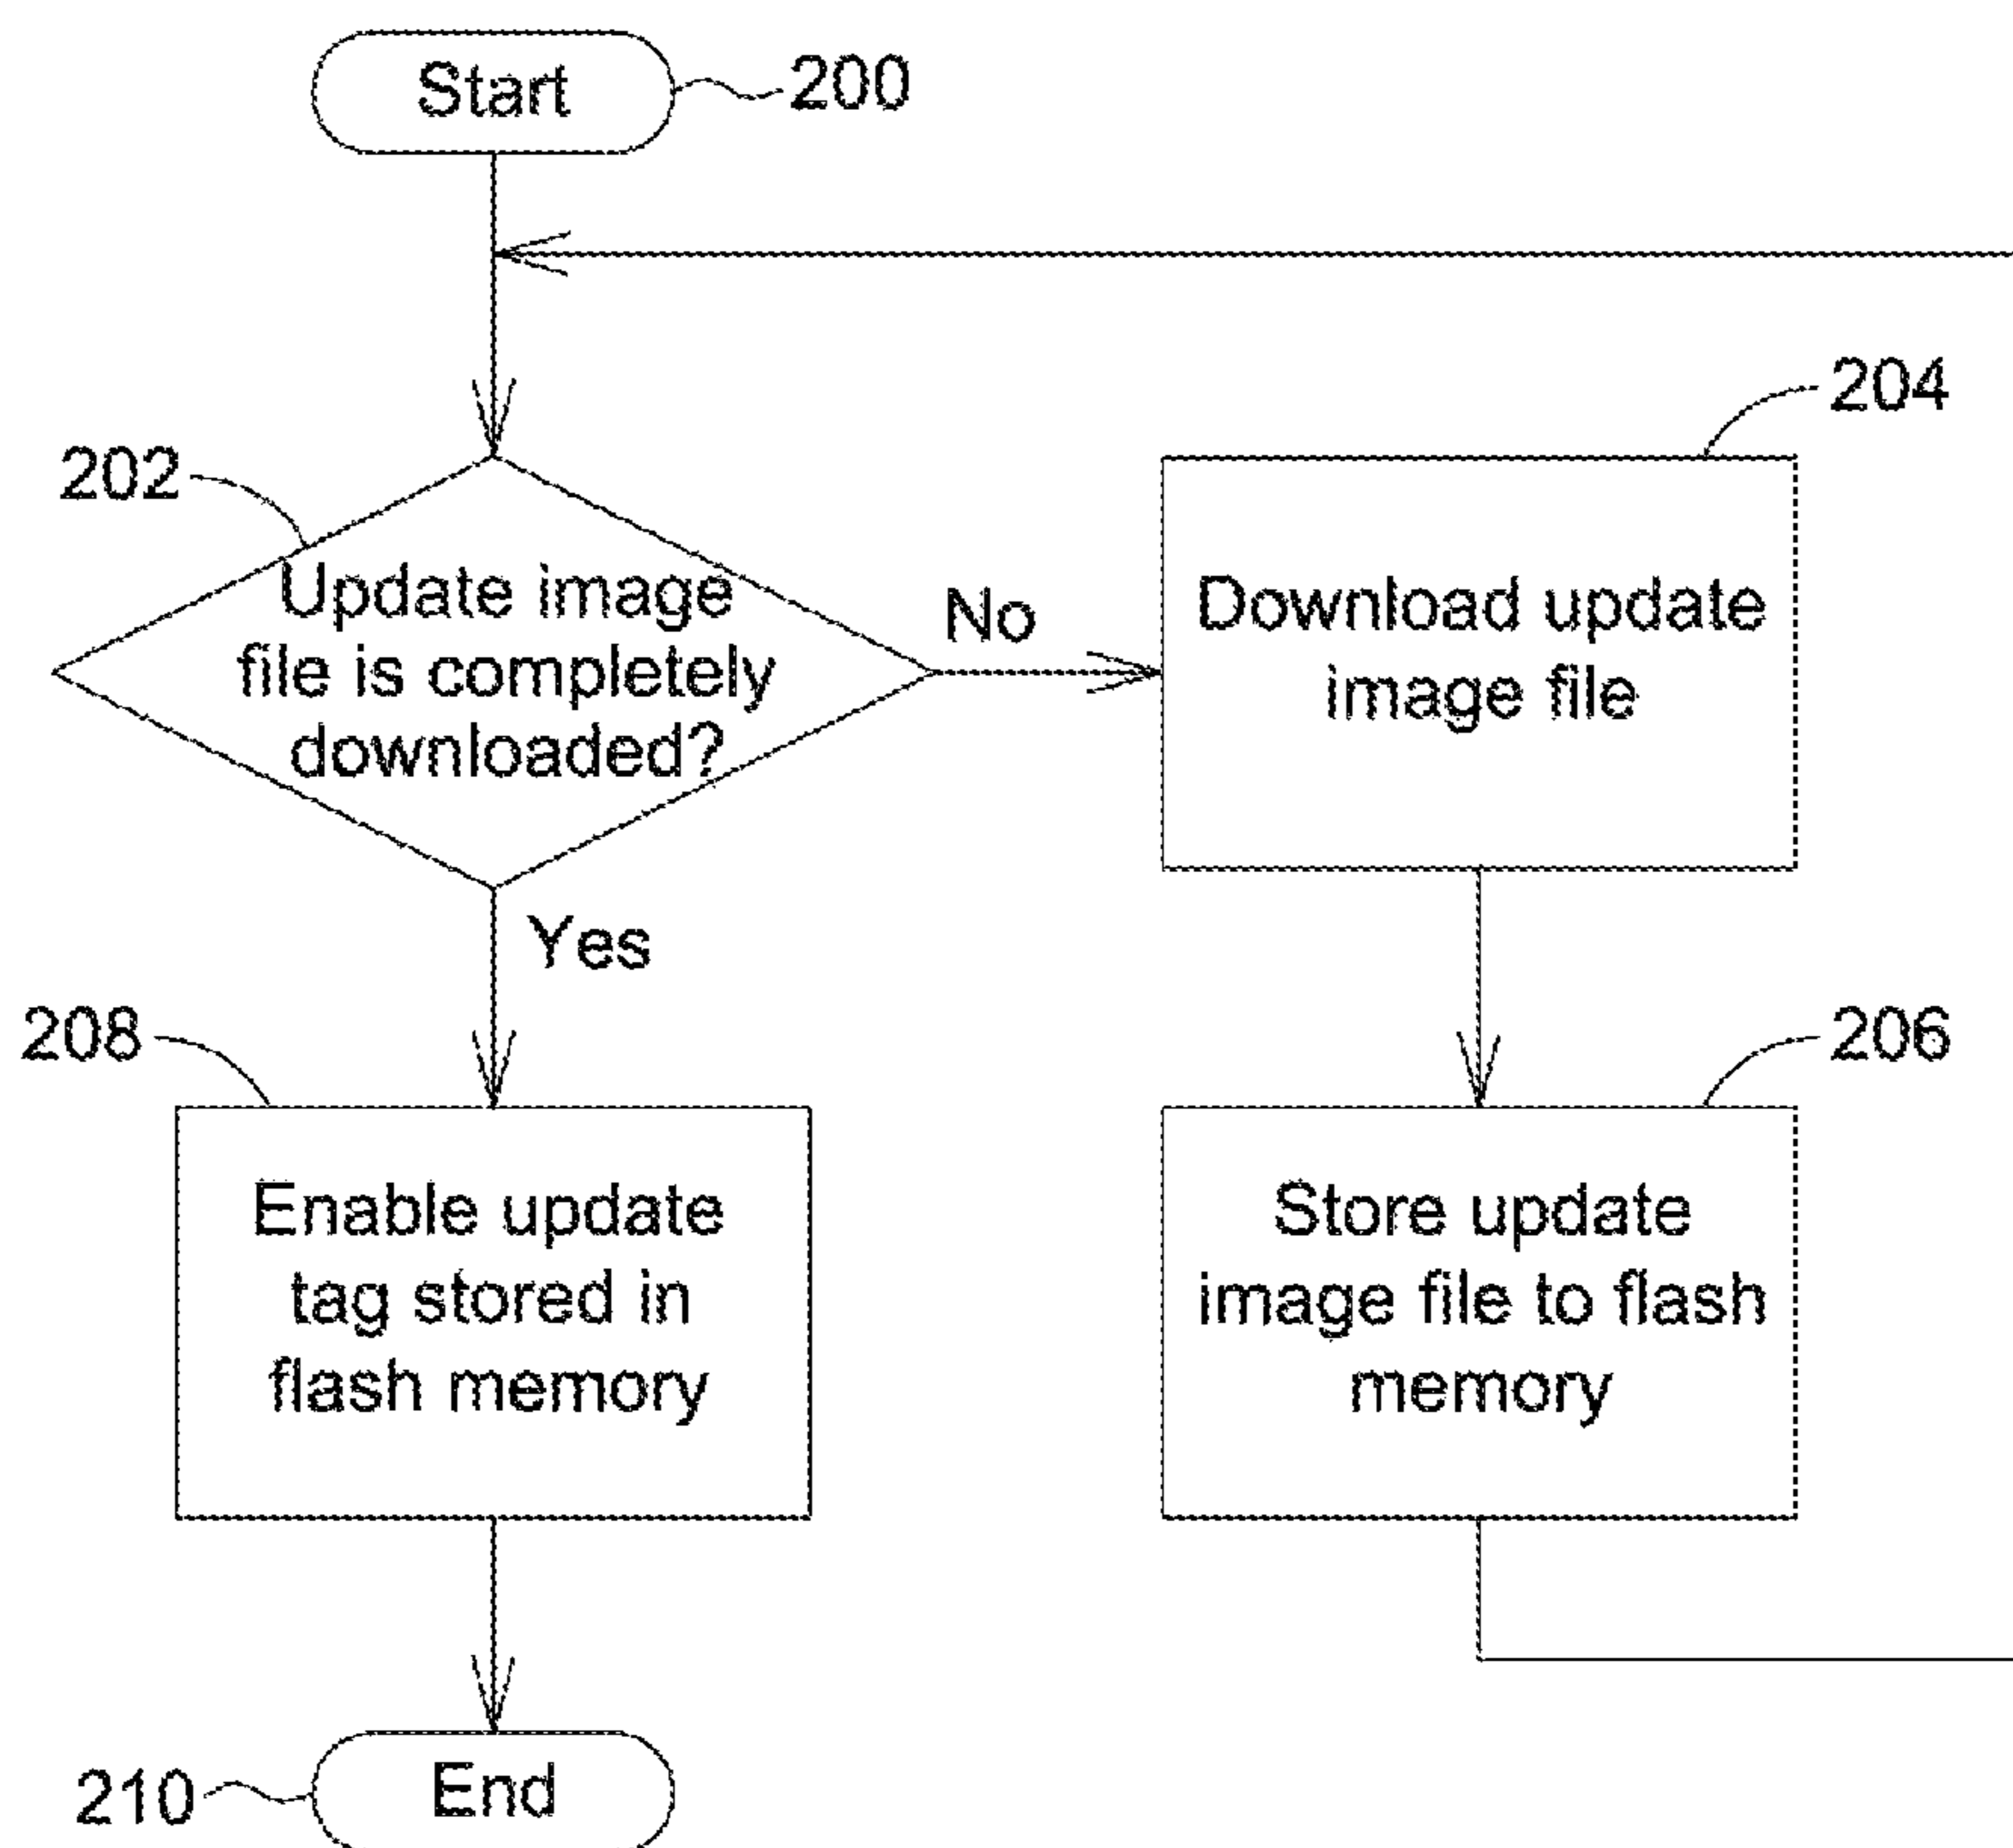 Start
200
202
Update image
file is completely
downloaded?
No
204
Download update
image file
Yes
208
Enable update
tag stored in
flash memory
206
Store update
image file to flash
memory
210
End